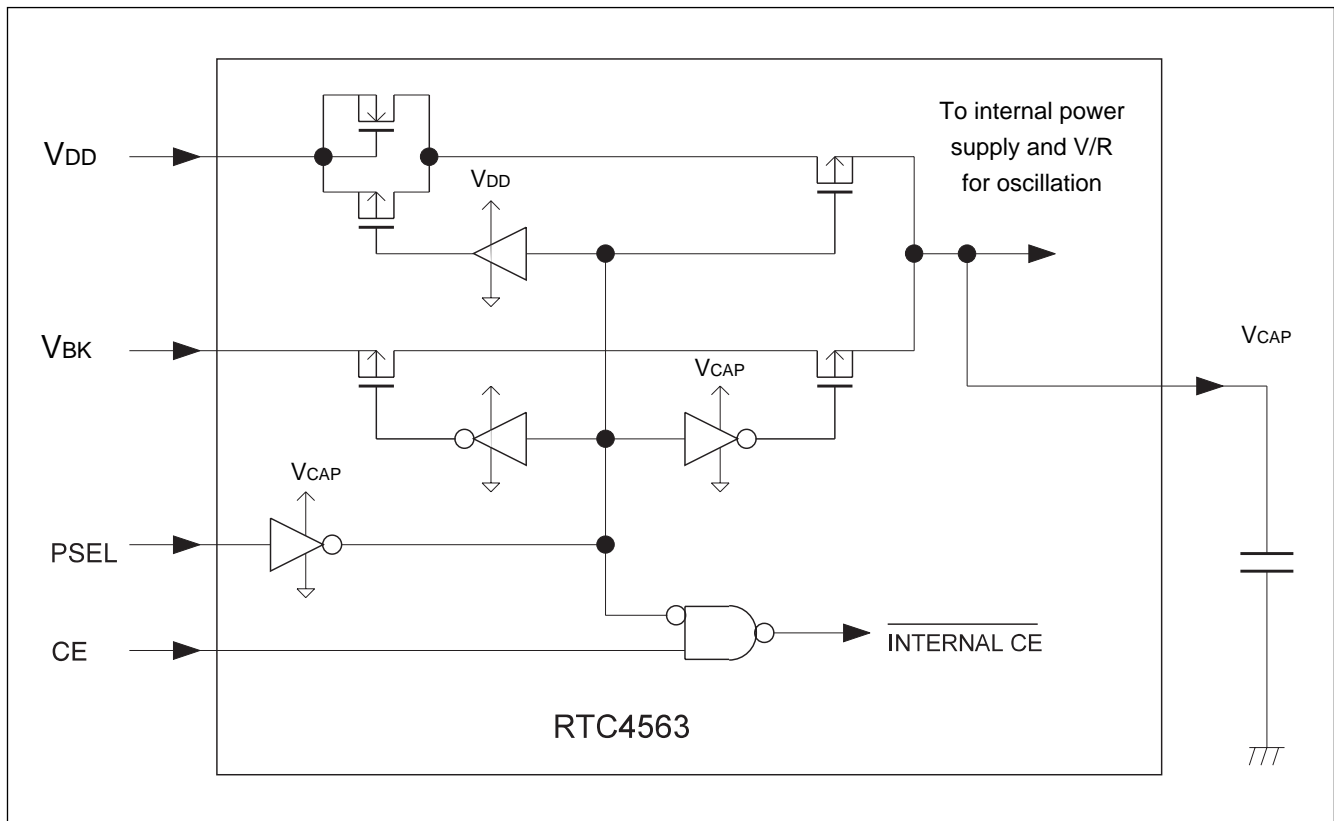 To internal power
supply and V/R
for oscillation
VDD
VDD
VBK
VCAP
VCAP
VCAP
PSEL
CE
INTERNAL CE
RTC4563